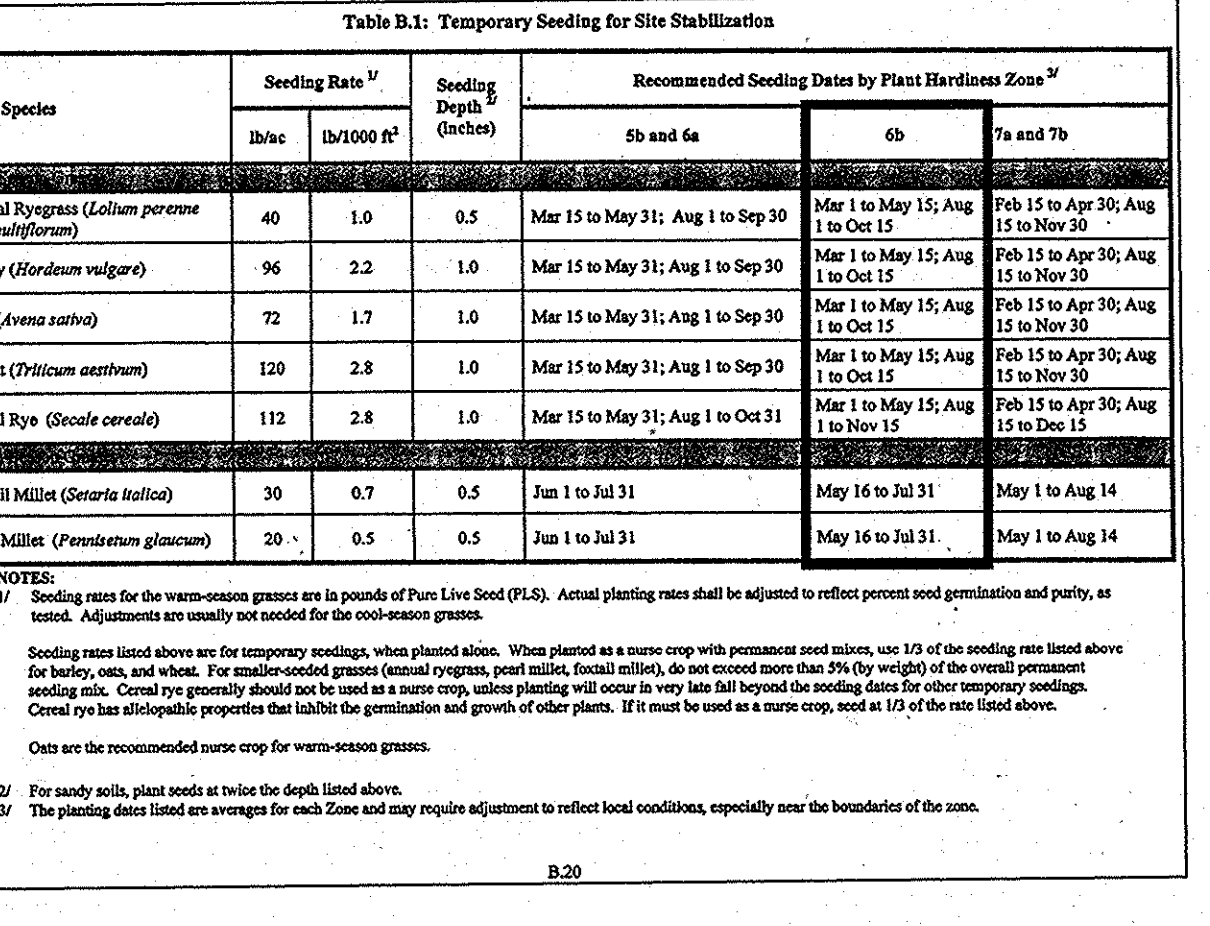 Table B.1: Temporary Seeding for Site Stabilization
Species
Seeding Rate 1/
Seeding Depth 2/ (Inches)
Recommended Seeding Dates by Plant Hardiness Zone 3/
lb/ac
lb/1000 ft²
5b and 6a
6b
7a and 7b
al Ryegrass (Lolium perenne
multiflorum)
40
1.0
0.5
Mar 15 to May 31; Aug 1 to Sep 30
Mar 1 to May 15; Aug
1 to Oct 15
Feb 15 to Apr 30; Aug
15 to Nov 30
y (Hordeum vulgare)
96
2.2
1.0
Mar 15 to May 31; Aug 1 to Sep 30
Mar 1 to May 15; Aug
1 to Oct 15
Feb 15 to Apr 30; Aug
15 to Nov 30
(Avena sativa)
72
1.7
1.0
Mar 15 to May 31; Aug 1 to Sep 30
Mar 1 to May 15; Aug
1 to Oct 15
Feb 15 to Apr 30; Aug
15 to Nov 30
t (Triticum aestivum)
120
2.8
1.0
Mar 15 to May 31; Aug 1 to Sep 30
Mar 1 to May 15; Aug
1 to Oct 15
Feb 15 to Apr 30; Aug
15 to Nov 30
l Rye (Secale cereale)
112
2.8
1.0
Mar 15 to May 31; Aug 1 to Oct 31
Mar 1 to May 15; Aug
1 to Nov 15
Feb 15 to Apr 30; Aug
15 to Dec 15
il Millet (Setaria italica)
30
0.7
0.5
Jun 1 to Jul 31
May 16 to Jul 31
May 1 to Aug 14
Millet (Pennisetum glaucum)
20
0.5
0.5
Jun 1 to Jul 31
May 16 to Jul 31
May 1 to Aug 14
NOTES:
1/ Seeding rates for the warm-season grasses are in pounds of Pure Live Seed (PLS). Actual planting rates shall be adjusted to reflect percent seed germination and purity, as
tested. Adjustments are usually not needed for the cool-season grasses.
Seeding rates listed above are for temporary seedings, when planted alone. When planted as a nurse crop with permanent seed mixes, use 1/3 of the seeding rate listed above
for barley, oats, and wheat. For smaller-seeded grasses (annual ryegrass, pearl millet, foxtail millet), do not exceed more than 5% (by weight) of the overall permanent
seeding mix. Cereal rye generally should not be used as a nurse crop, unless planting will occur in very late fall beyond the seeding dates for other temporary seedings.
Cereal rye has allelopathic properties that inhibit the germination and growth of other plants. If it must be used as a nurse crop, seed at 1/3 of the rate listed above.
Oats are the recommended nurse crop for warm-season grasses.
2/ For sandy soils, plant seeds at twice the depth listed above.
3/ The planting dates listed are averages for each Zone and may require adjustment to reflect local conditions, especially near the boundaries of the zone.
B.20